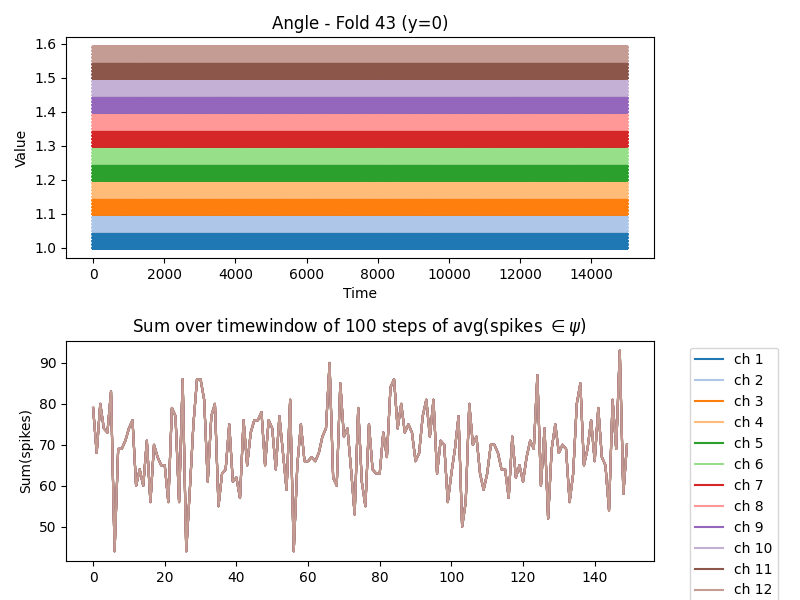 Angle - Fold 43 (y=0)
1.6
1.5
1.4
1.3
1.2
1.1
1.0
Value
0 2000 4000 6000 8000 10000 12000 14000
Time
Sum over timewindow of 100 steps of avg(spikes ∈ ψ)
90
80
70
60
50
Sum(spikes)
0 20 40 60 80 100 120 140
ch 1
ch 2
ch 3
ch 4
ch 5
ch 6
ch 7
ch 8
ch 9
ch 10
ch 11
ch 12